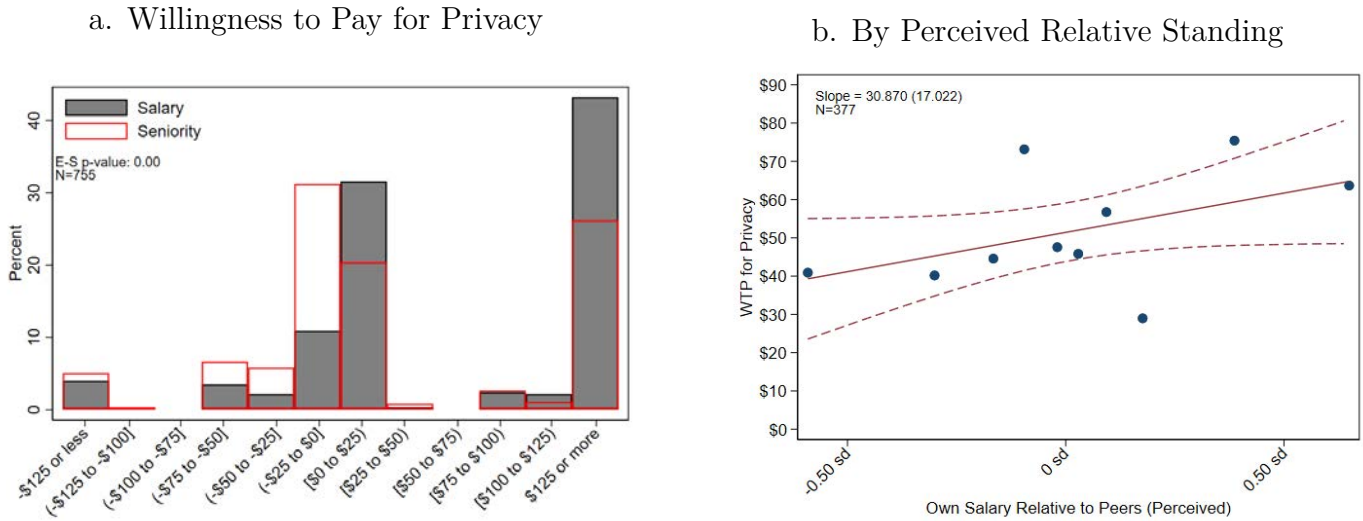 a. Willingness to Pay for Privacy
Salary
Seniority
E-S p-value: 0.00
N=755
Percent
40
30
20
10
0
-$125 or less
(-$125 to -$100]
(-$100 to -$75]
(-$75 to -$50]
(-$50 to -$25]
(-$25 to $0]
[$0 to $25)
[$25 to $50)
[$50 to $75)
[$75 to $100)
[$100 to $125)
$125 or more
b. By Perceived Relative Standing
Slope = 30.870 (17.022)
N=377
WTP for Privacy
$90
$80
$70
$60
$50
$40
$30
$20
$10
$0
-0.50 sd
0 sd
0.50 sd
Own Salary Relative to Peers (Perceived)